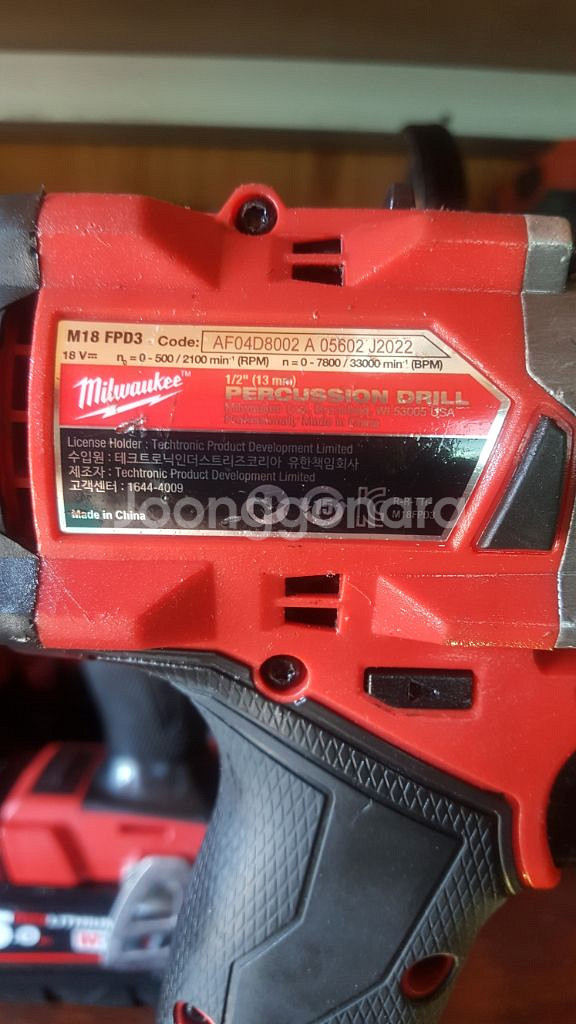 M18 FPD3 Code: AF04D8002 A 05602 J2022
18 V⎓ n₀ = 0 - 500 / 2100 min⁻¹ (RPM) n = 0 - 7800 / 33000 min⁻¹ (BPM)
Milwaukee™
1/2" (13 mm)
PERCUSSION DRILL
Milwaukee Tool, Brookfield, WI 53005 USA
Professionally Made in China
License Holder : Techtronic Product Development Limited
수입원 : 테크트로닉인더스트리즈코리아 유한책임회사
제조자 : Techtronic Product Development Limited
고객센터 : 1644-4009
Made in China
joonggonara
M18FPD3
LITHIUM
5.0